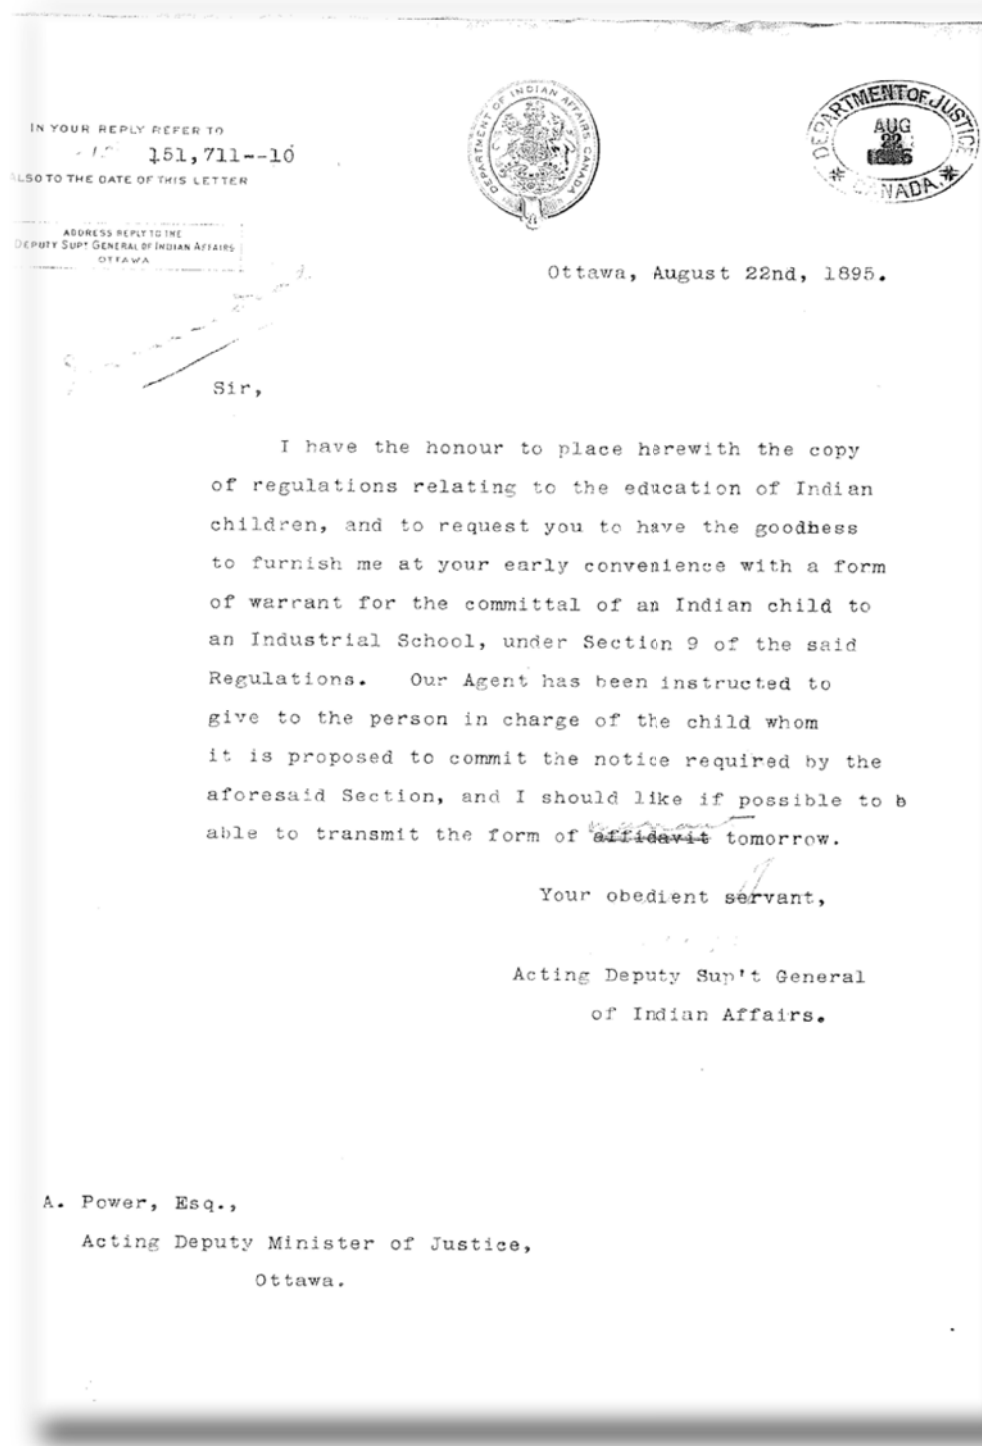 IN YOUR REPLY REFER TO
151,711--10
ALSO TO THE DATE OF THIS LETTER
ADDRESS REPLY TO THE
DEPUTY SUPT GENERAL OF INDIAN AFFAIRS
OTTAWA
DEPARTMENT OF INDIAN AFFAIRS CANADA
DEPARTMENT OF JUSTICE
AUG
22
1895
CANADA
Ottawa, August 22nd, 1895.
Sir,
I have the honour to place herewith the copy
of regulations relating to the education of Indian
children, and to request you to have the goodness
to furnish me at your early convenience with a form
of warrant for the committal of an Indian child to
an Industrial School, under Section 9 of the said
Regulations. Our Agent has been instructed to
give to the person in charge of the child whom
it is proposed to commit the notice required by the
aforesaid Section, and I should like if possible to b
warrant
able to transmit the form of affidavit tomorrow.
Your obedient servant,
Acting Deputy Sup't General
of Indian Affairs.
A. Power, Esq.,
Acting Deputy Minister of Justice,
Ottawa.